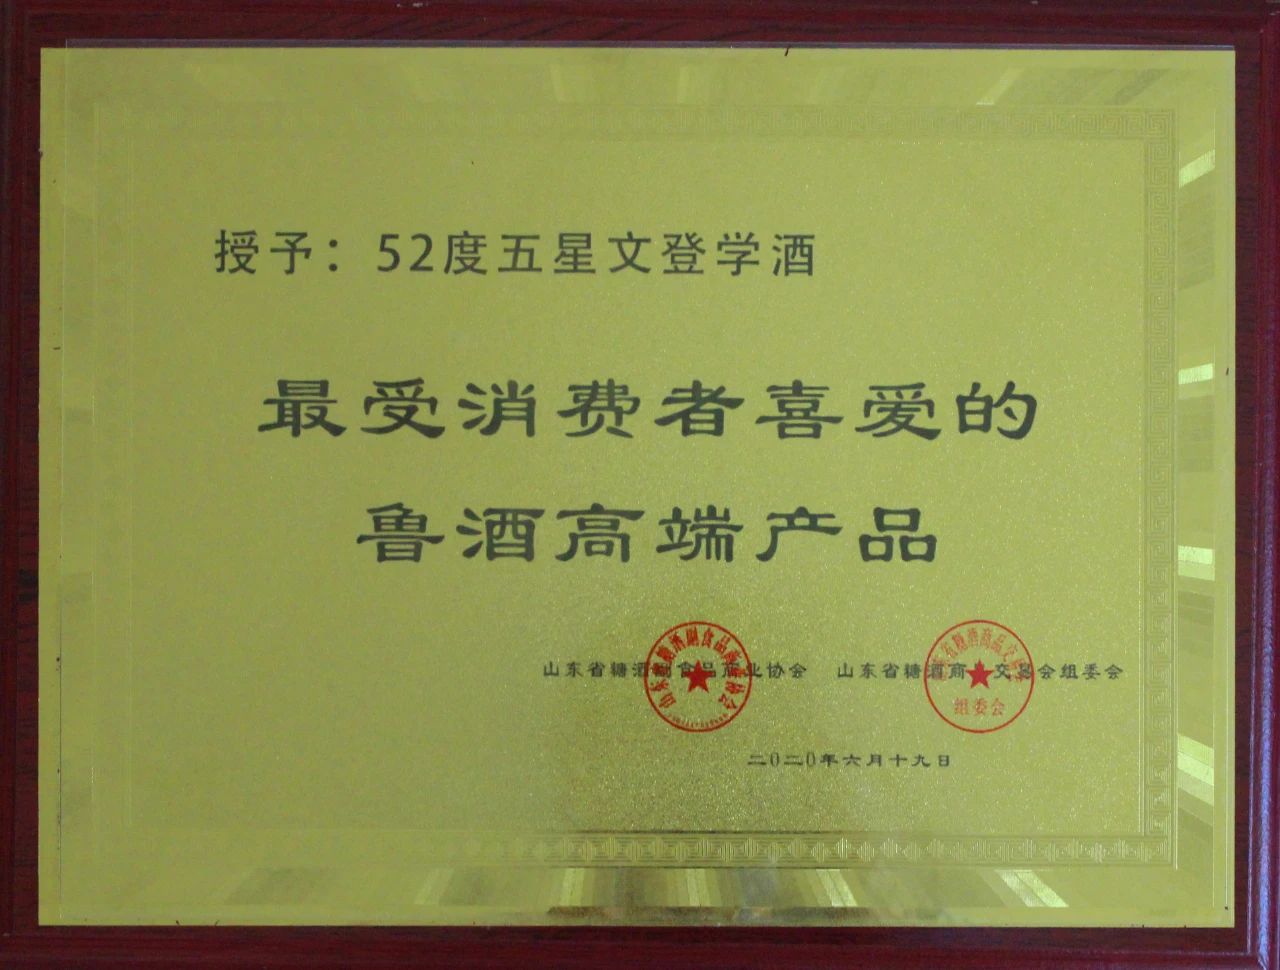 授予：52度五星文登学酒
最受消费者喜爱的
鲁酒高端产品
山东省糖酒副食品商业协会 山东省糖酒商品交易会组委会
组委会
二0二0年六月十九日